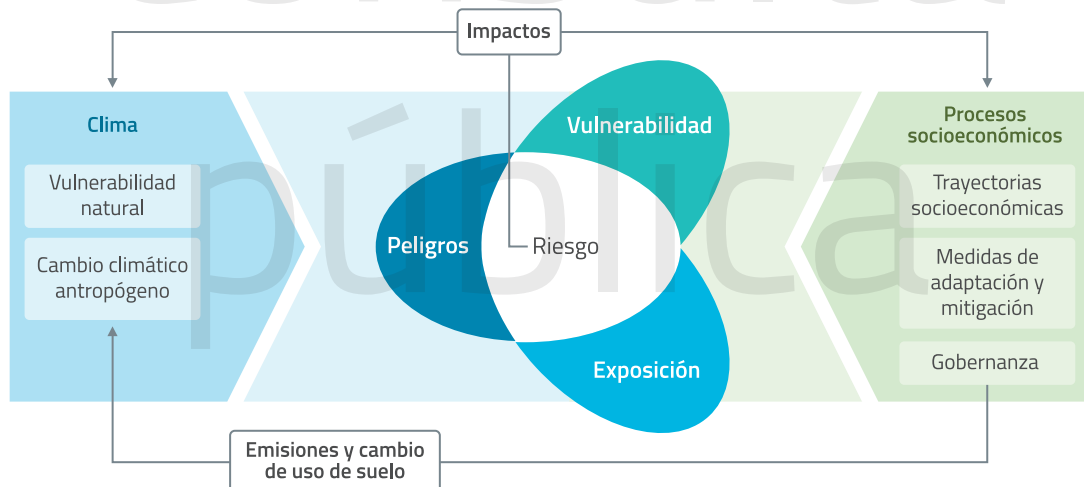 consulta
Impactos
Clima
Vulnerabilidad
natural
Cambio climático
antropógeno
pública
Vulnerabilidad
Peligros
Riesgo
Exposición
Procesos
socioeconómicos
Trayectorias
socioeconómicas
Medidas de
adaptación y
mitigación
Gobernanza
Emisiones y cambio
de uso de suelo